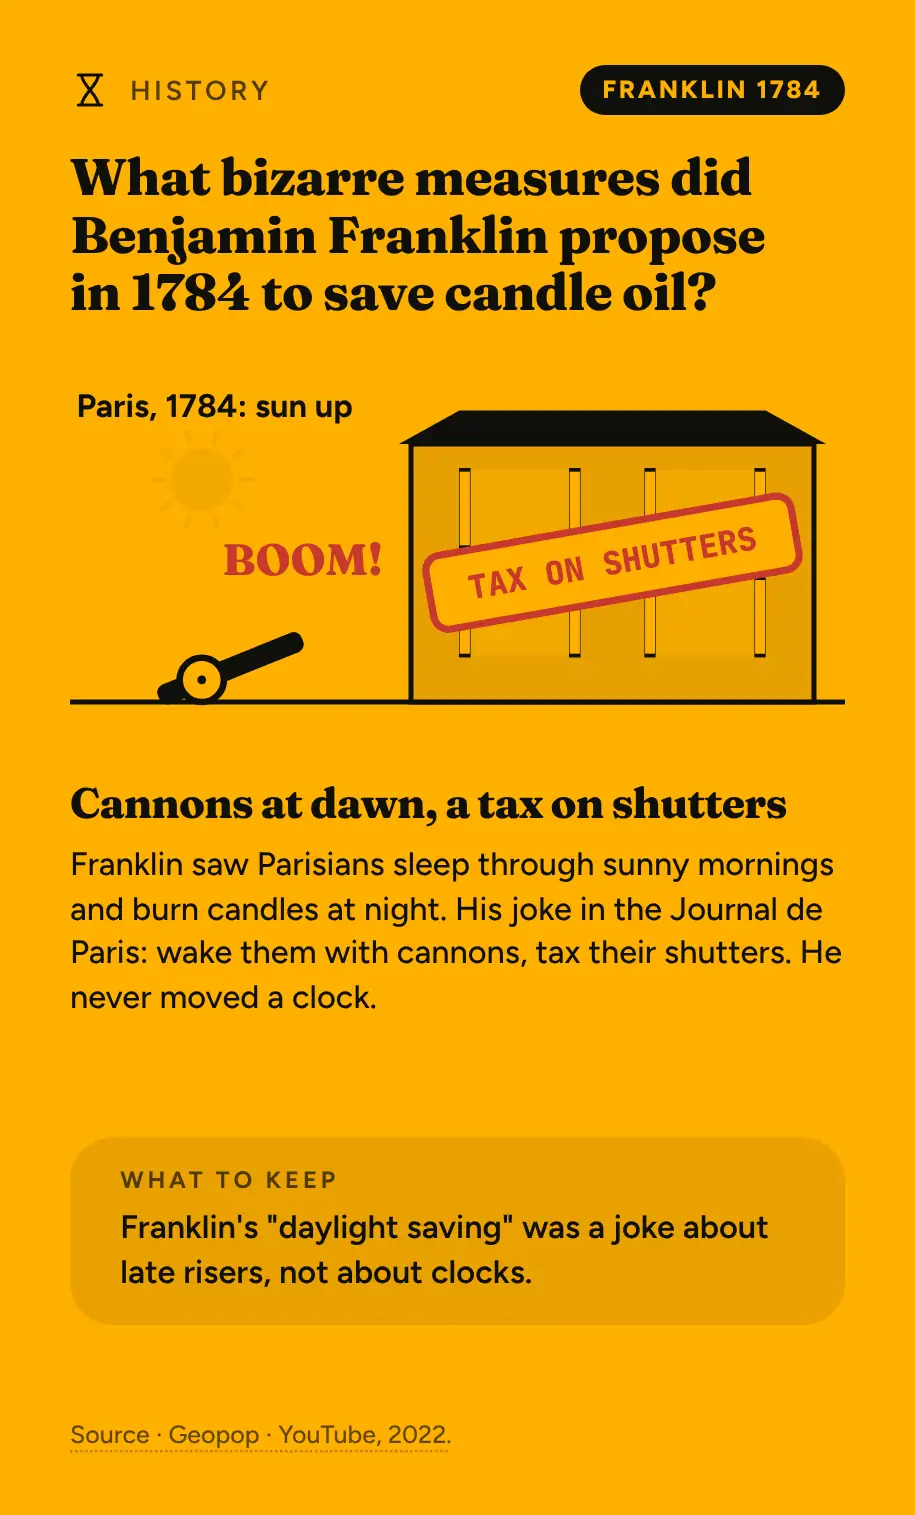 HISTORY
FRANKLIN 1784
What bizarre measures did
Benjamin Franklin propose
in 1784 to save candle oil?
Paris, 1784: sun up
BOOM!
TAX ON SHUTTERS
Cannons at dawn, a tax on shutters
Franklin saw Parisians sleep through sunny mornings
and burn candles at night. His joke in the Journal de
Paris: wake them with cannons, tax their shutters. He
never moved a clock.
WHAT TO KEEP
Franklin's "daylight saving" was a joke about
late risers, not about clocks.
Source · Geopop · YouTube, 2022.